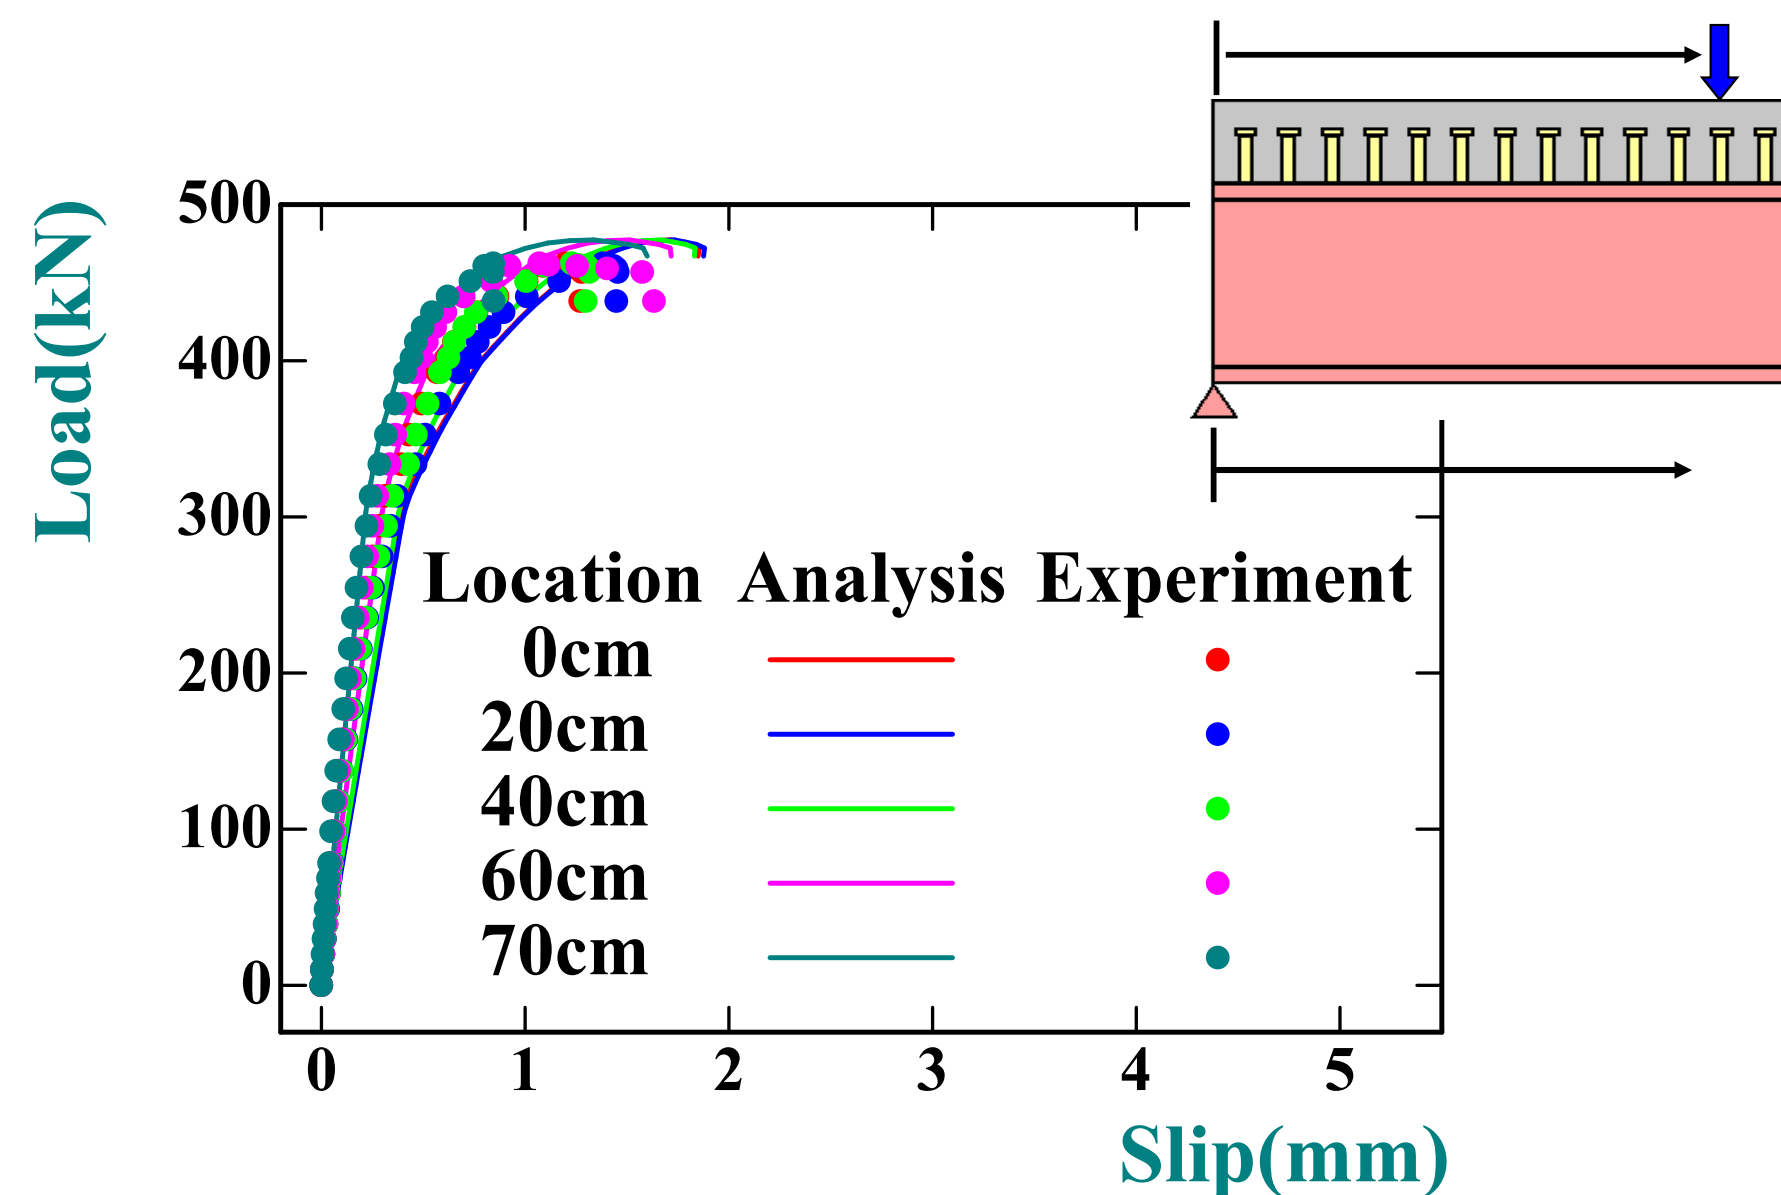 Load(kN)
500
400
300
200
100
0
Location Analysis Experiment
0cm
20cm
40cm
60cm
70cm
0 1 2 3 4 5
Slip(mm)